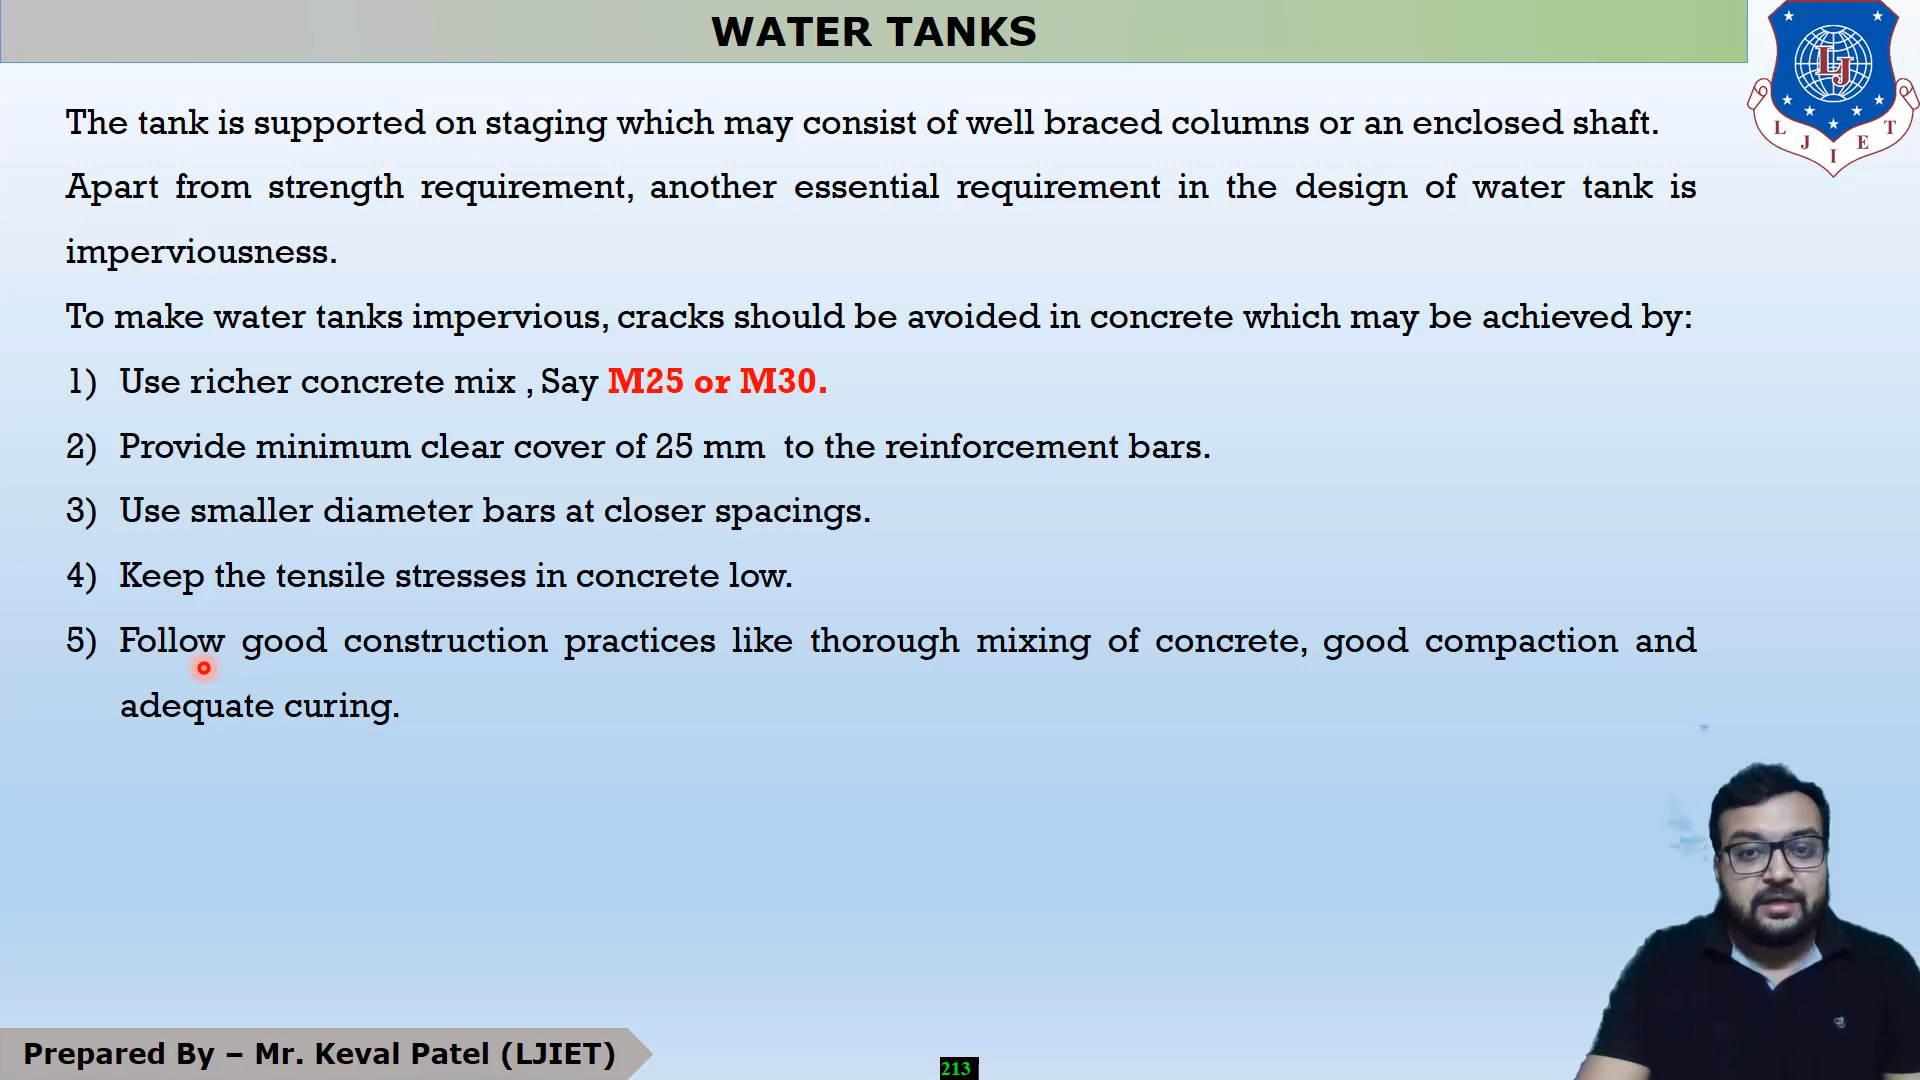 WATER TANKS
LJ
L J I E T
The tank is supported on staging which may consist of well braced columns or an enclosed shaft.
Apart from strength requirement, another essential requirement in the design of water tank is
imperviousness.
To make water tanks impervious, cracks should be avoided in concrete which may be achieved by:
1) Use richer concrete mix , Say M25 or M30.
2) Provide minimum clear cover of 25 mm to the reinforcement bars.
3) Use smaller diameter bars at closer spacings.
4) Keep the tensile stresses in concrete low.
5) Follow good construction practices like thorough mixing of concrete, good compaction and
adequate curing.
Prepared By – Mr. Keval Patel (LJIET)
213